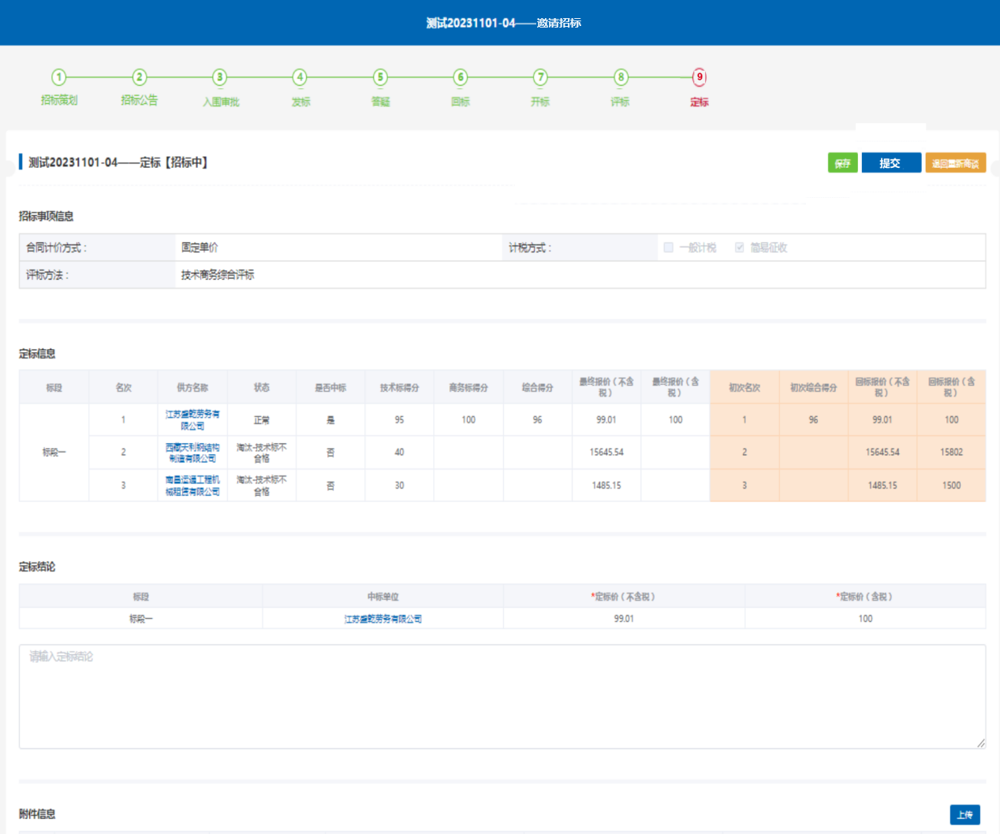 测试20231101-04——邀请招标
1 2 3 4 5 6 7 8 9
招标策划 招标公告 入围审批 发标 答疑 回标 开标 评标 定标
测试20231101-04——定标【招标中】 保存 提交 退回重新商谈
招标事项信息
合同计价方式： 固定单价 计税方式： 一般计税 简易征收
评标方法： 技术商务综合评标
定标信息
标段 名次 供方名称 状态 是否中标 技术标得分 商务标得分 综合得分 最终报价（不含税） 最终报价（含税） 初次名次 初次综合得分 回标报价（不含税） 回标报价（含税）
标段一 1 江苏盛乾劳务有限公司 正常 是 95 100 96 99.01 100 1 96 99.01 100
2 西藏天利钢结构制造有限公司 淘汰-技术标不合格 否 40 15645.54 2 15645.54 15802
3 南昌运通工程机械租赁有限公司 淘汰-技术标不合格 否 30 1485.15 3 1485.15 1500
定标结论
标段 中标单位 *定标价（不含税） *定标价（含税）
标段一 江苏盛乾劳务有限公司 99.01 100
请输入定标结论
附件信息 上传